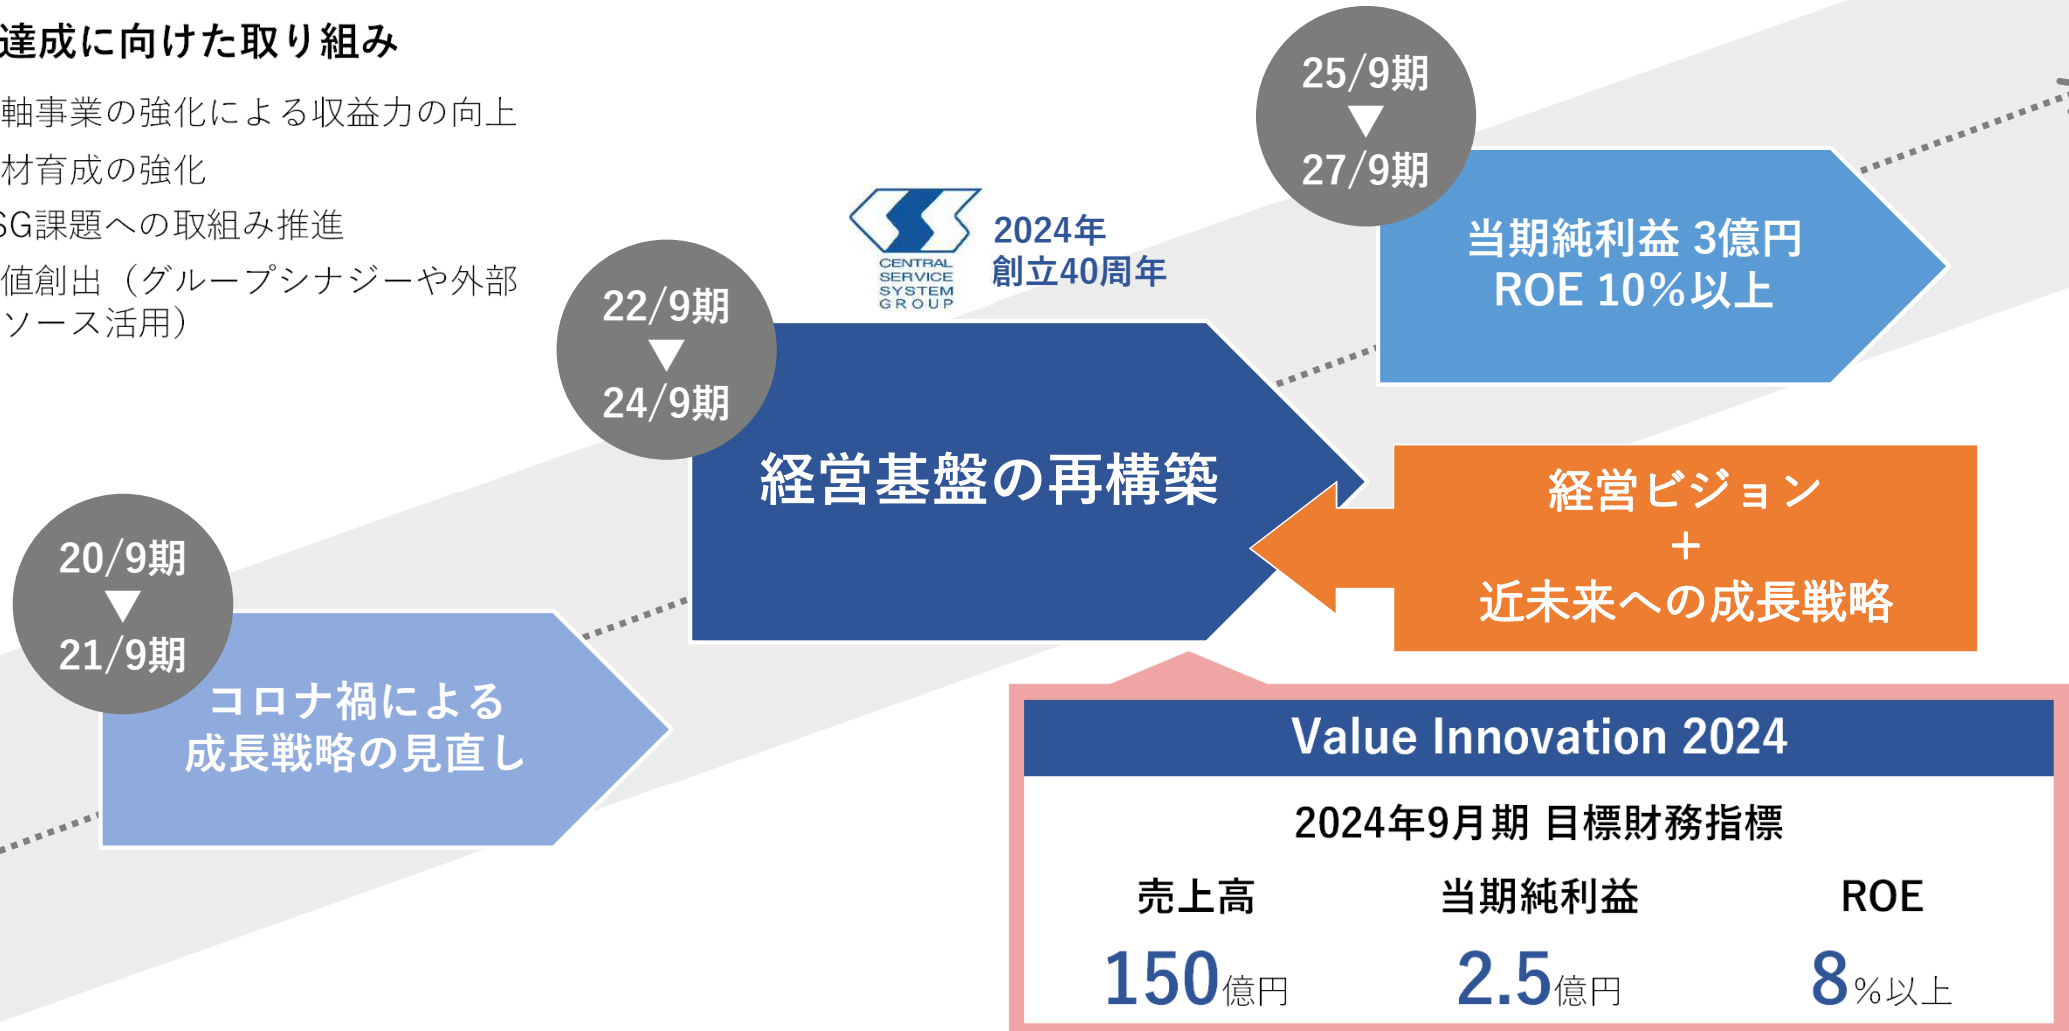 達成に向けた取り組み
軸事業の強化による収益力の向上
材育成の強化
SG課題への取組み推進
値創出（グループシナジーや外部
ソース活用）
25/9期
▼
27/9期
当期純利益 3億円
ROE 10％以上
CENTRAL
SERVICE
SYSTEM
GROUP
2024年
創立40周年
22/9期
▼
24/9期
経営基盤の再構築
経営ビジョン
＋
近未来への成長戦略
20/9期
▼
21/9期
コロナ禍による
成長戦略の見直し
Value Innovation 2024
2024年9月期 目標財務指標
売上高 当期純利益 ROE
150億円 2.5億円 8％以上